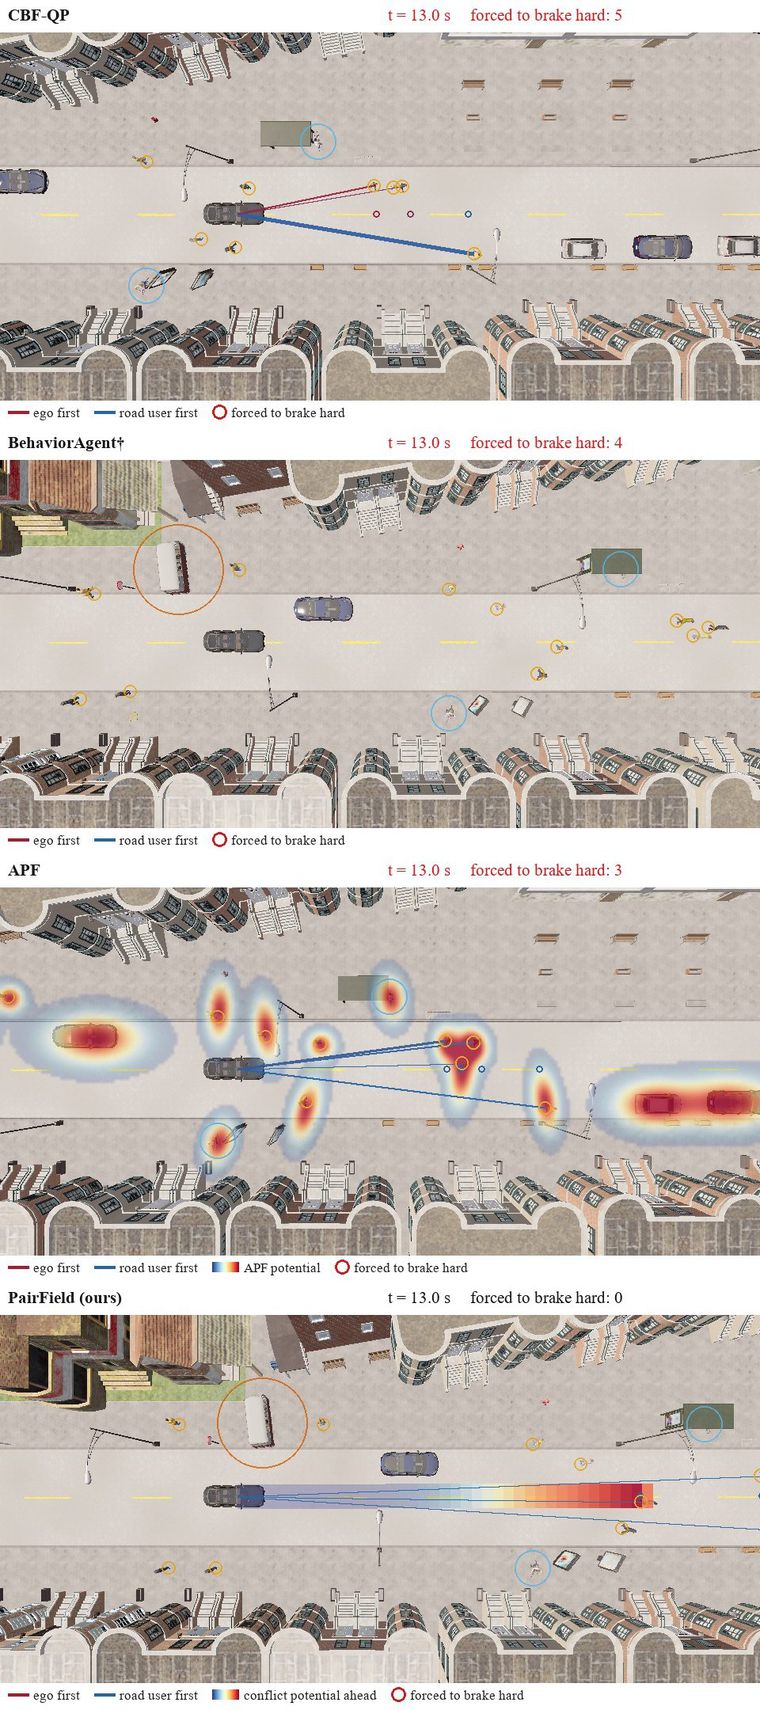 CBF-QP t = 13.0 s forced to brake hard: 5
ego first road user first forced to brake hard
BehaviorAgent† t = 13.0 s forced to brake hard: 4
ego first road user first forced to brake hard
APF t = 13.0 s forced to brake hard: 3
ego first road user first APF potential forced to brake hard
PairField (ours) t = 13.0 s forced to brake hard: 0
ego first road user first conflict potential ahead forced to brake hard